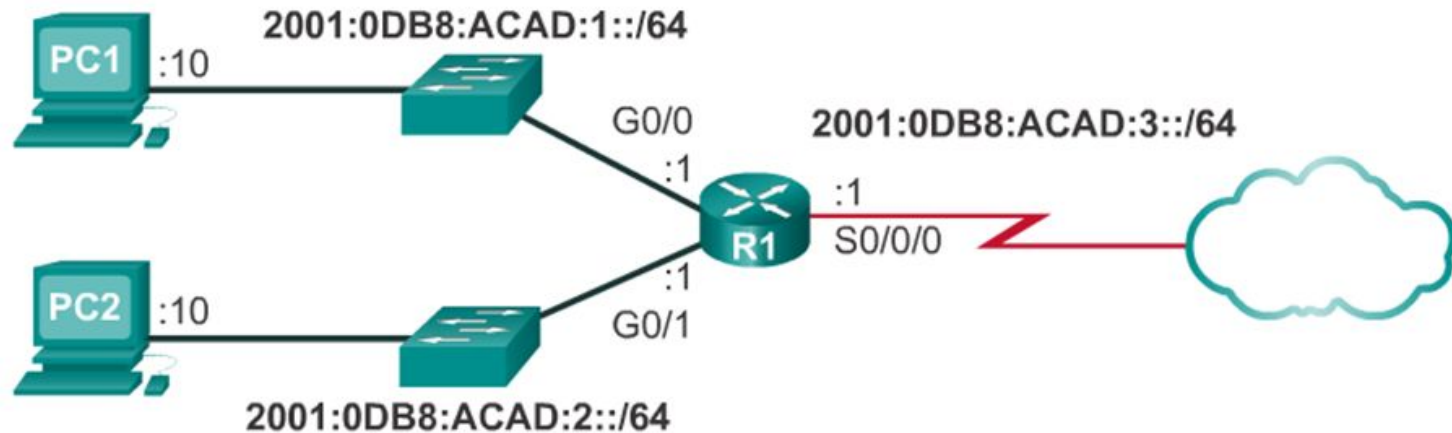 2001:0DB8:ACAD:1::/64
PC1
:10
G0/0
:1
2001:0DB8:ACAD:3::/64
:1
S0/0/0
R1
PC2
:10
:1
G0/1
2001:0DB8:ACAD:2::/64